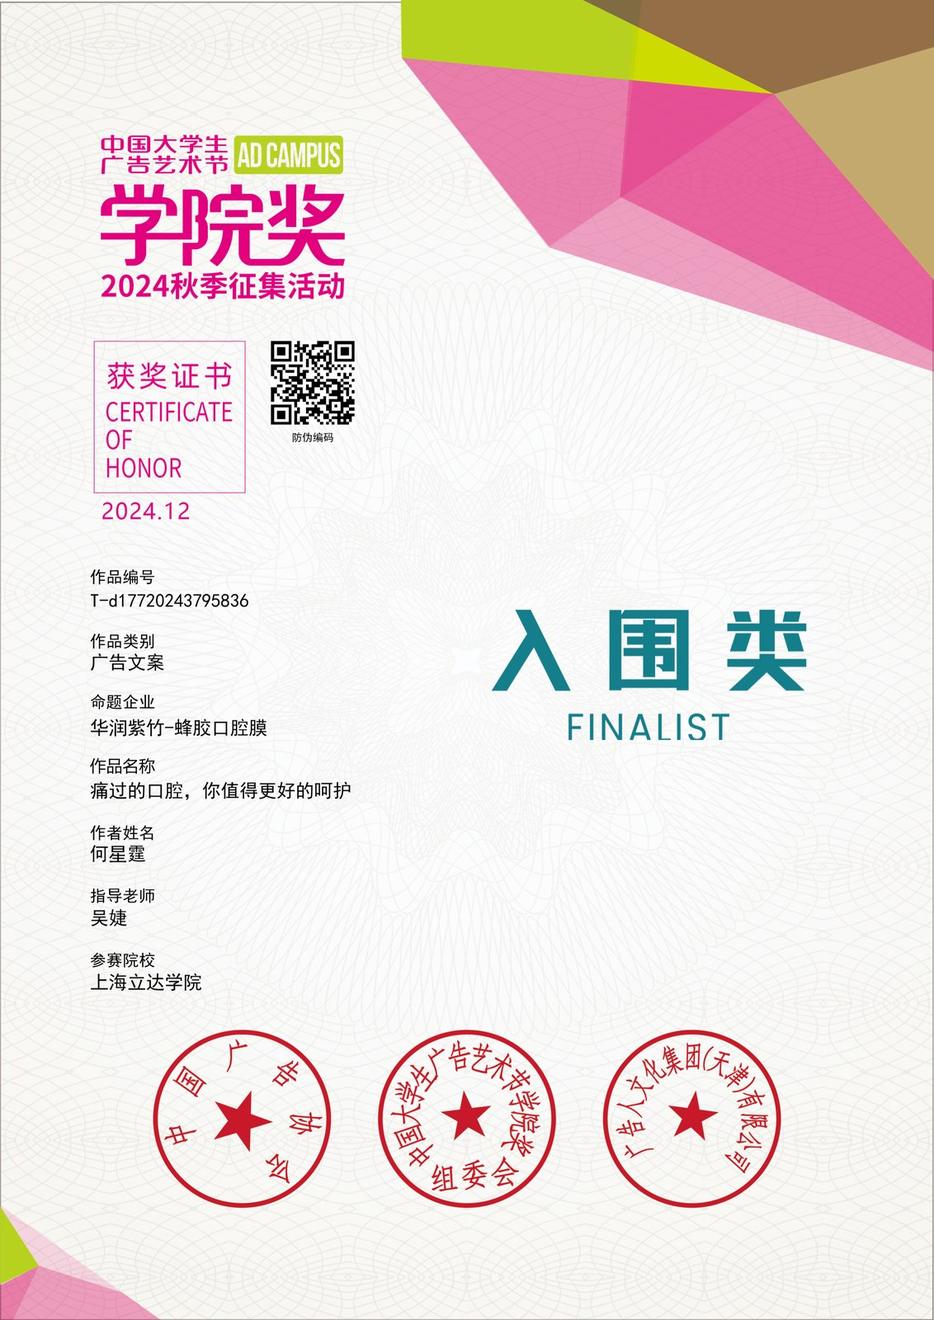 中国大学生
广告艺术节
AD CAMPUS
学院奖
2024秋季征集活动
获奖证书
CERTIFICATE
OF
HONOR
防伪编码
2024.12
作品编号
T-d17720243795836
作品类别
广告文案
命题企业
华润紫竹-蜂胶口腔膜
作品名称
痛过的口腔，你值得更好的呵护
作者姓名
何星霆
指导老师
吴婕
参赛院校
上海立达学院
入围类
FINALIST
中国广告协会
中国大学生广告艺术节学院奖
组委会
广告人文化集团(天津)有限公司